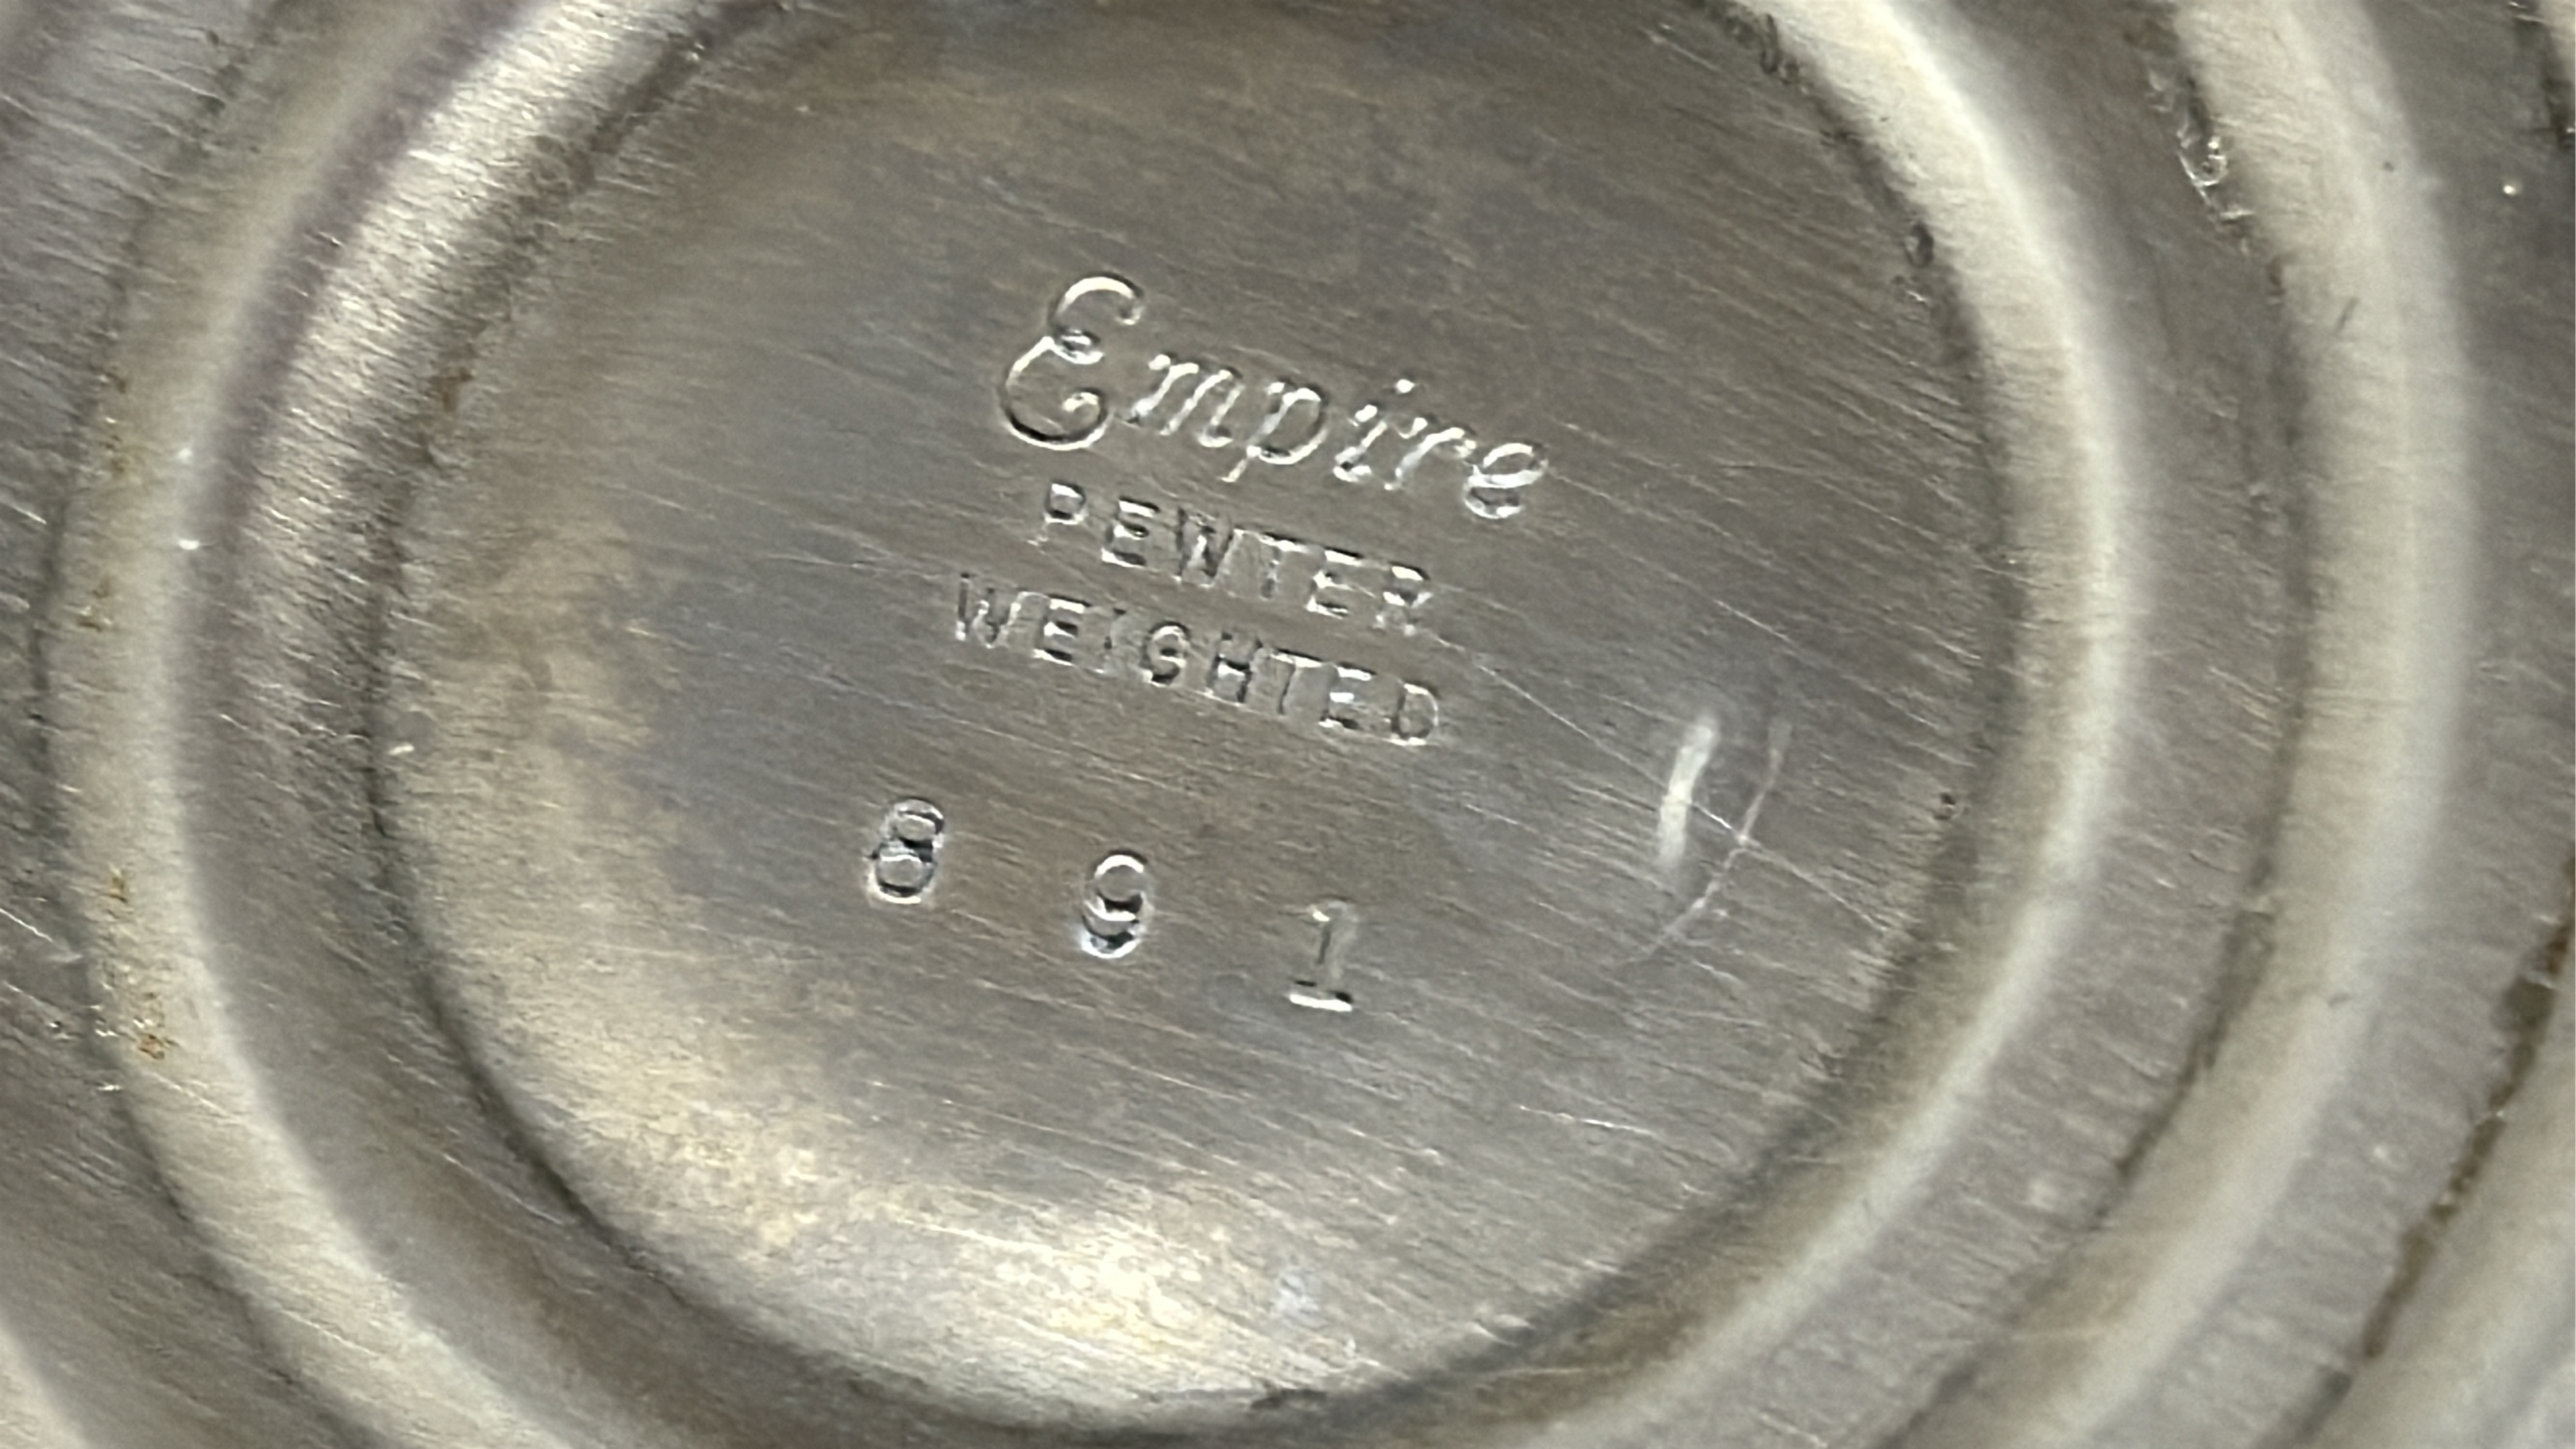 Empire
PEWTER
WEIGHTED
8 9 1